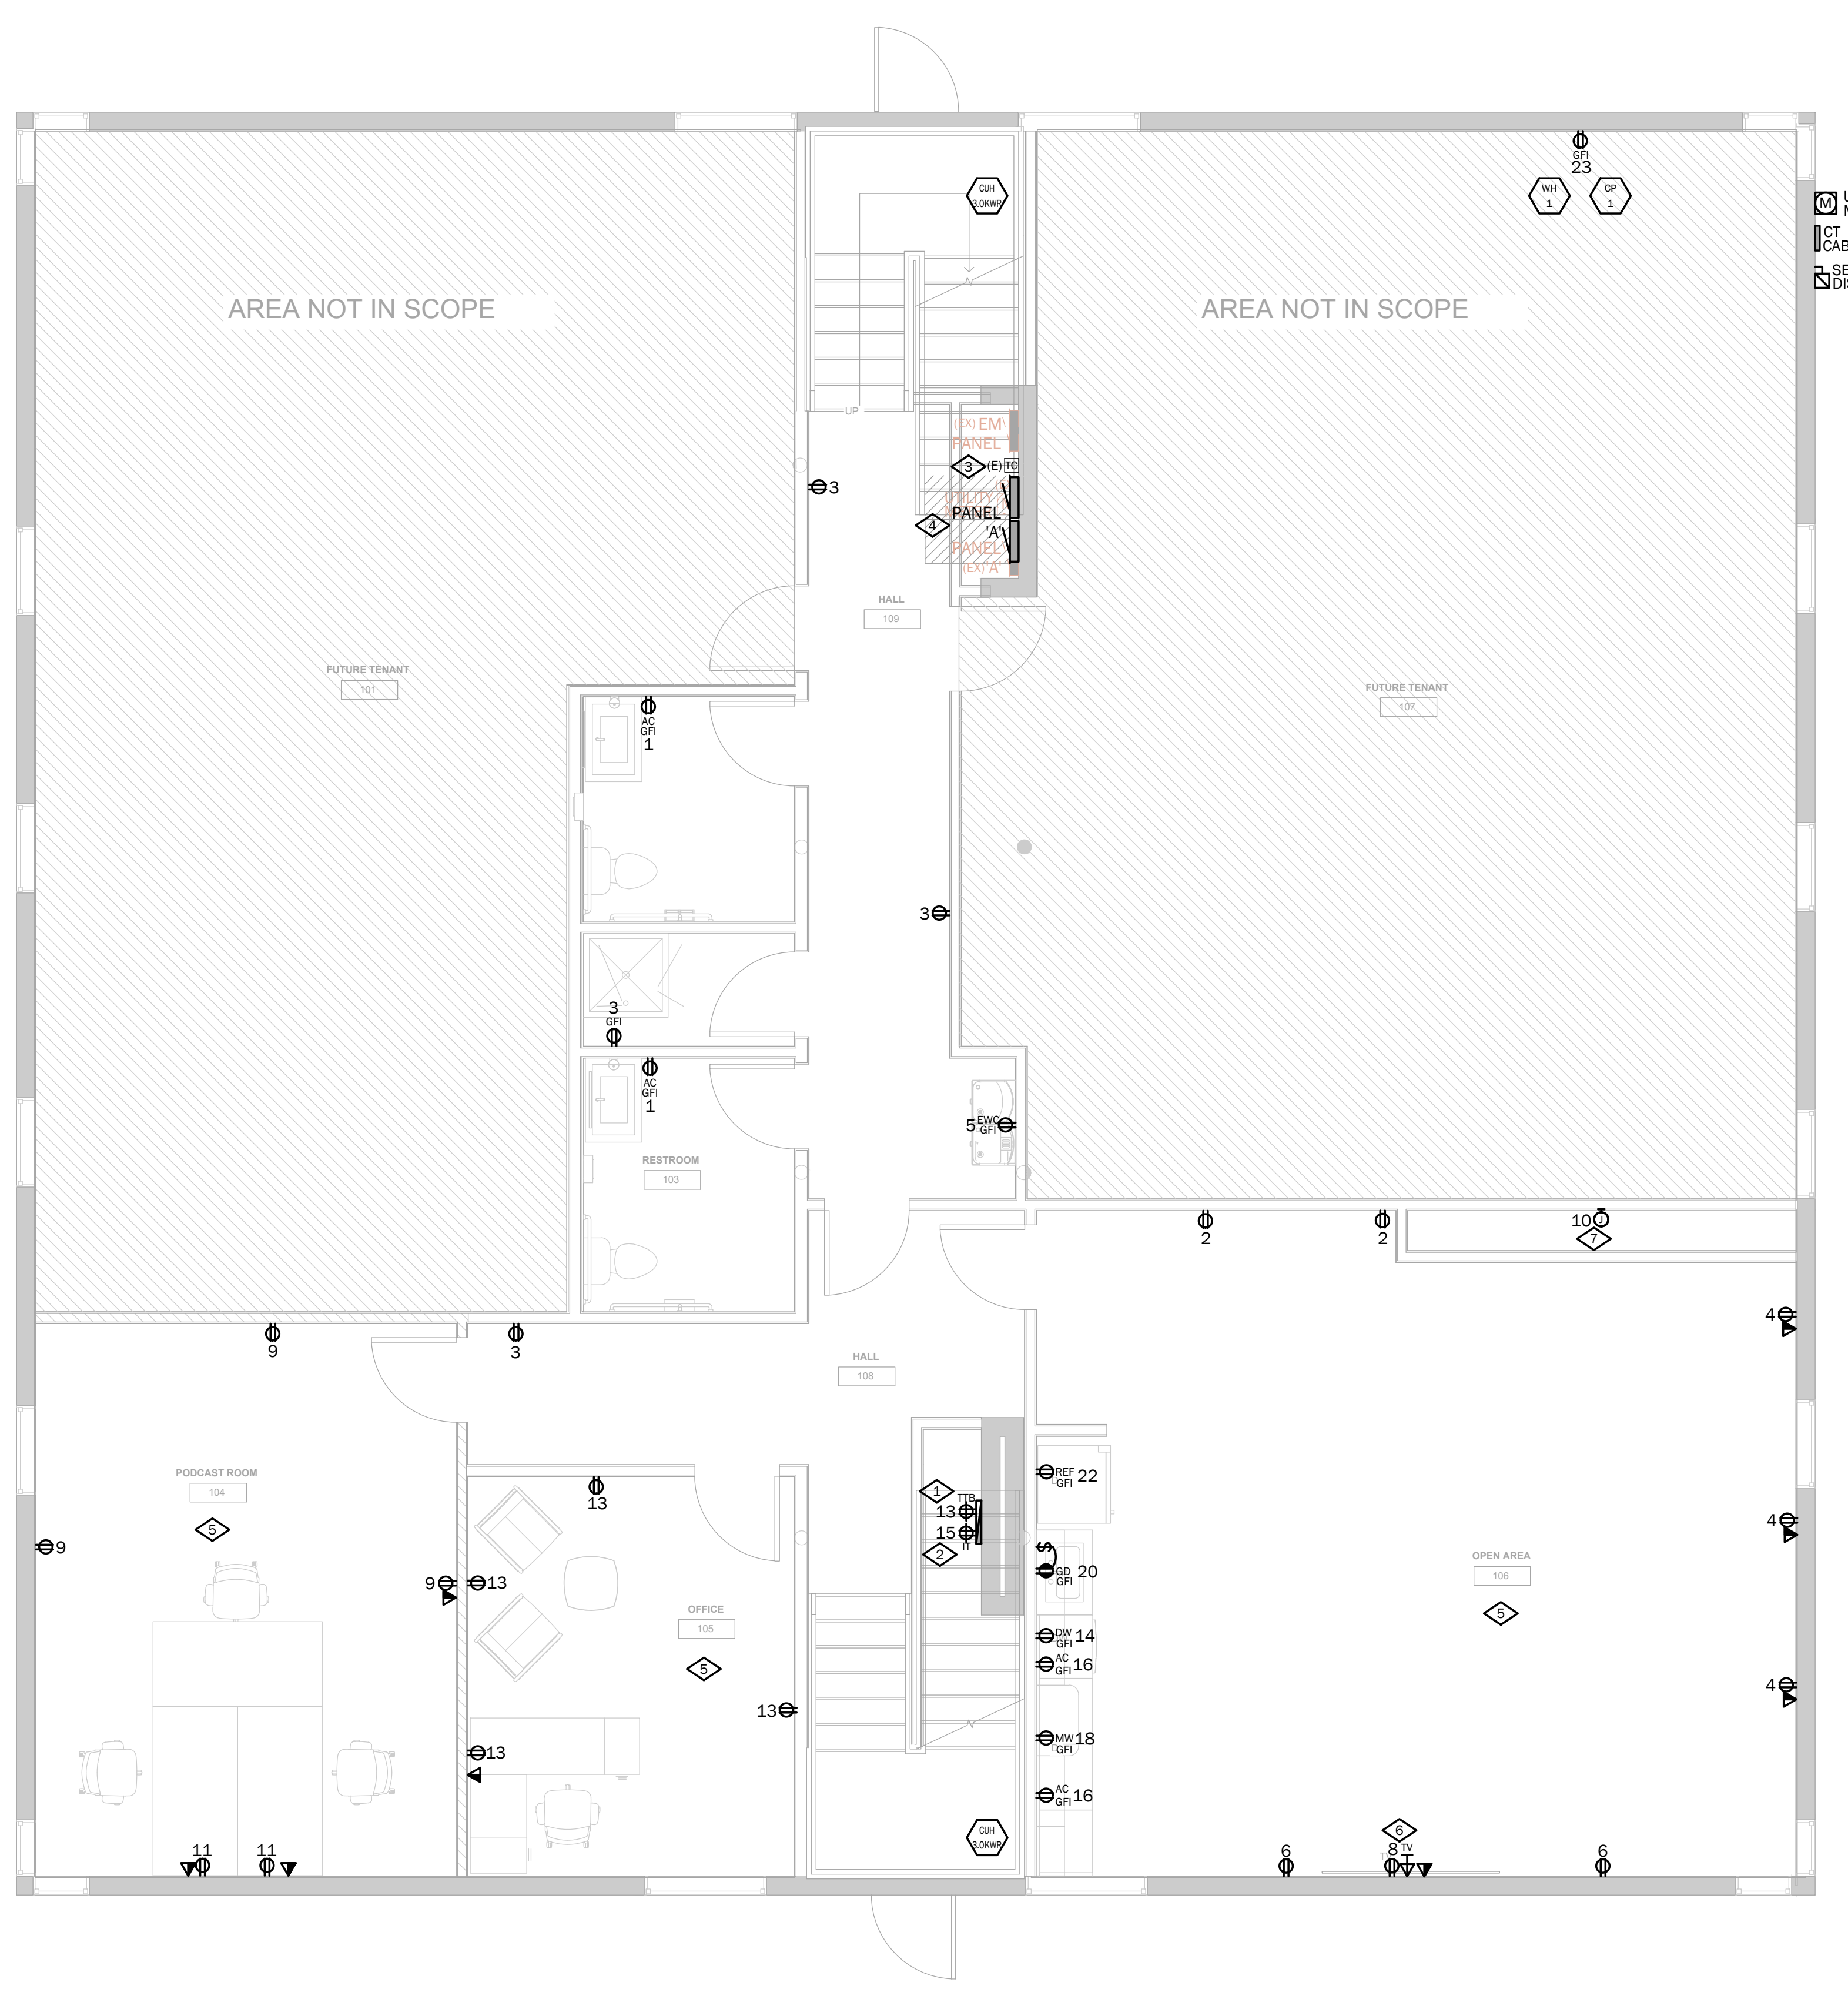 CUH
3.0KWR
GFI
23
WH
1
CP
1
M
CT
AREA NOT IN SCOPE
AREA NOT IN SCOPE
UP
(EX) EM
PANEL
3
(E) TC
3
UTILITY
PANEL
4
'A'
PANEL
(EX) 'A'
HALL
109
FUTURE TENANT
101
FUTURE TENANT
107
AC
GFI
1
3
3
GFI
AC
GFI
1
5
EWC
GFI
RESTROOM
103
2
2
10
J
7
4
9
3
HALL
108
PODCAST ROOM
104
5
13
1
TTB
13
15
IT
2
REF
GFI
22
S
GD
GFI
20
4
OPEN AREA
106
5
9
9
13
OFFICE
105
5
DW
GFI
14
AC
GFI
16
4
13
13
MW
GFI
18
AC
GFI
16
CUH
3.0KWR
11
11
6
6
8
TV
6